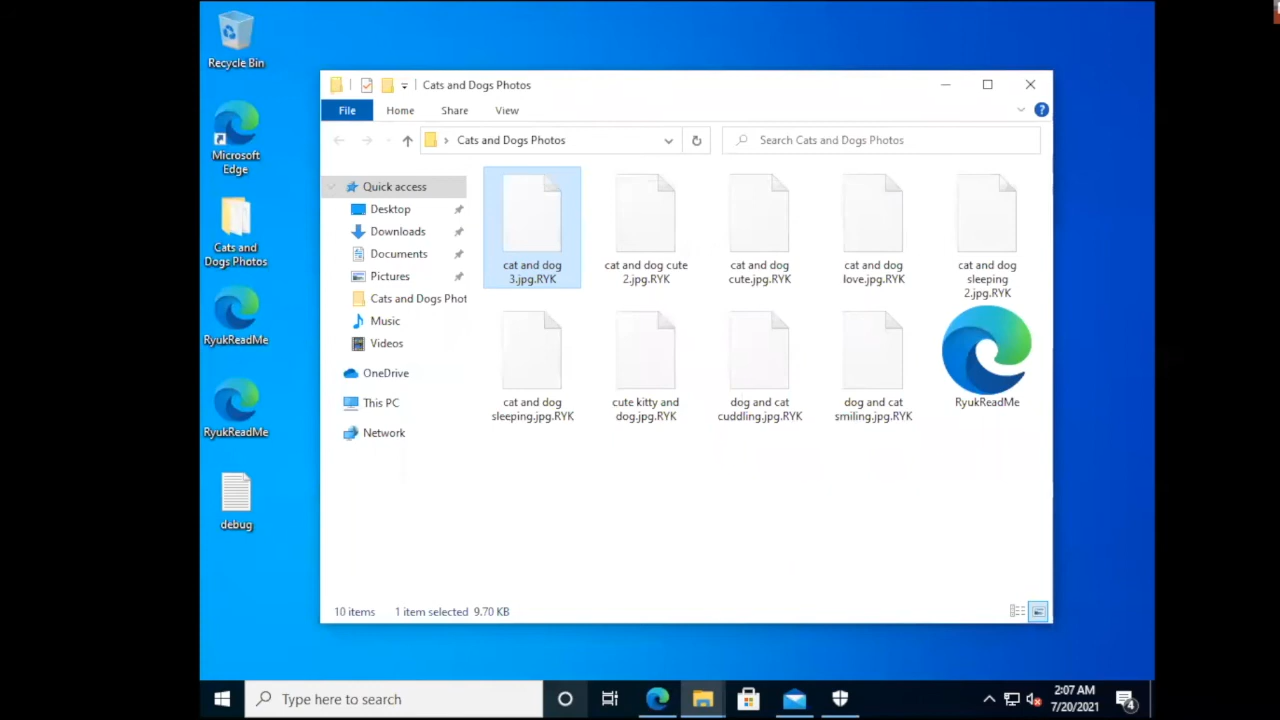 Recycle Bin
Microsoft
Edge
Cats and
Dogs Photos
RyukReadMe
RyukReadMe
debug
Cats and Dogs Photos
File
Home
Share
View
Cats and Dogs Photos
Search Cats and Dogs Photos
Quick access
Desktop
Downloads
Documents
Pictures
Cats and Dogs Phot
Music
Videos
OneDrive
This PC
Network
cat and dog
3.jpg.RYK
cat and dog cute
2.jpg.RYK
cat and dog
cute.jpg.RYK
cat and dog
love.jpg.RYK
cat and dog
sleeping
2.jpg.RYK
cat and dog
sleeping.jpg.RYK
cute kitty and
dog.jpg.RYK
dog and cat
cuddling.jpg.RYK
dog and cat
smiling.jpg.RYK
RyukReadMe
10 items
1 item selected 9.70 KB
Type here to search
2:07 AM
7/20/2021
4